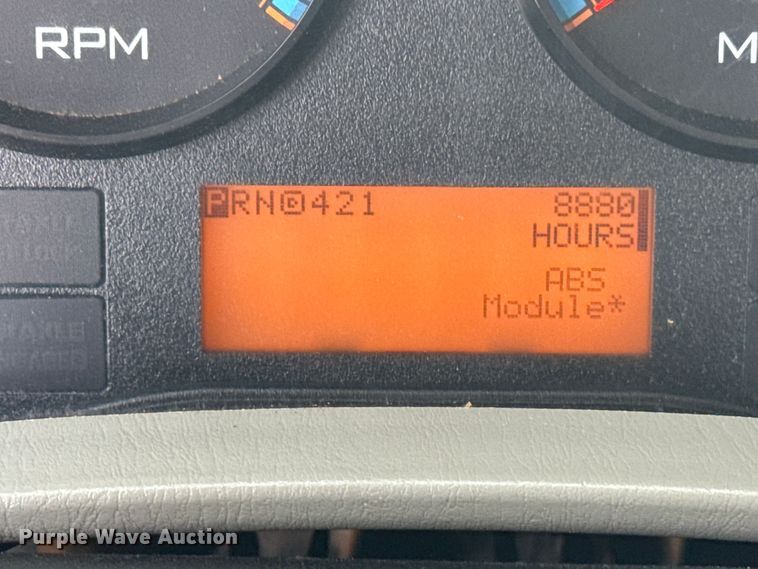 RPM
M
PRN©421 8880
HOURS
ABS
Module*
Purple Wave Auction